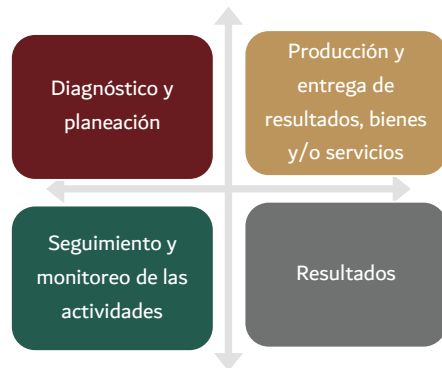 Diagnóstico y
planeación
Producción y
entrega de
resultados, bienes
y/o servicios
Seguimiento y
monitoreo de las
actividades
Resultados